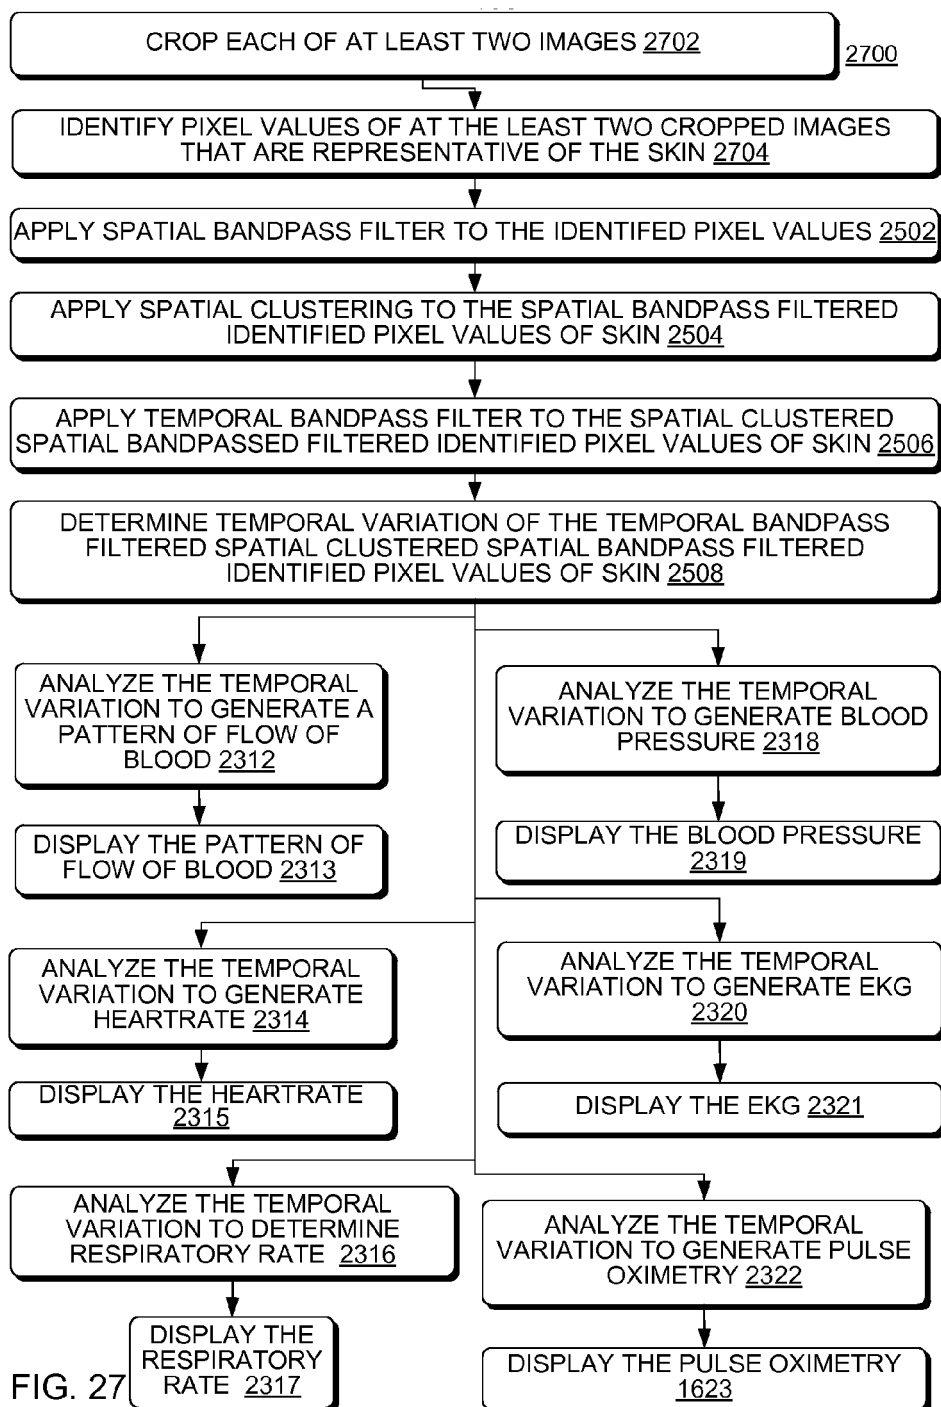 CROP EACH OF AT LEAST TWO IMAGES 2702
2700
IDENTIFY PIXEL VALUES OF AT THE LEAST TWO CROPPED IMAGES
THAT ARE REPRESENTATIVE OF THE SKIN 2704
APPLY SPATIAL BANDPASS FILTER TO THE IDENTIFED PIXEL VALUES 2502
APPLY SPATIAL CLUSTERING TO THE SPATIAL BANDPASS FILTERED
IDENTIFIED PIXEL VALUES OF SKIN 2504
APPLY TEMPORAL BANDPASS FILTER TO THE SPATIAL CLUSTERED
SPATIAL BANDPASSED FILTERED IDENTIFIED PIXEL VALUES OF SKIN 2506
DETERMINE TEMPORAL VARIATION OF THE TEMPORAL BANDPASS
FILTERED SPATIAL CLUSTERED SPATIAL BANDPASS FILTERED
IDENTIFIED PIXEL VALUES OF SKIN 2508
ANALYZE THE TEMPORAL
VARIATION TO GENERATE A
PATTERN OF FLOW OF
BLOOD 2312
ANALYZE THE TEMPORAL
VARIATION TO GENERATE BLOOD
PRESSURE 2318
DISPLAY THE PATTERN OF
FLOW OF BLOOD 2313
DISPLAY THE BLOOD PRESSURE
2319
ANALYZE THE TEMPORAL
VARIATION TO GENERATE
HEARTRATE 2314
ANALYZE THE TEMPORAL
VARIATION TO GENERATE EKG
2320
DISPLAY THE HEARTRATE
2315
DISPLAY THE EKG 2321
ANALYZE THE TEMPORAL
VARIATION TO DETERMINE
RESPIRATORY RATE 2316
ANALYZE THE TEMPORAL
VARIATION TO GENERATE PULSE
OXIMETRY 2322
DISPLAY THE
RESPIRATORY
RATE 2317
DISPLAY THE PULSE OXIMETRY
1623
FIG. 27